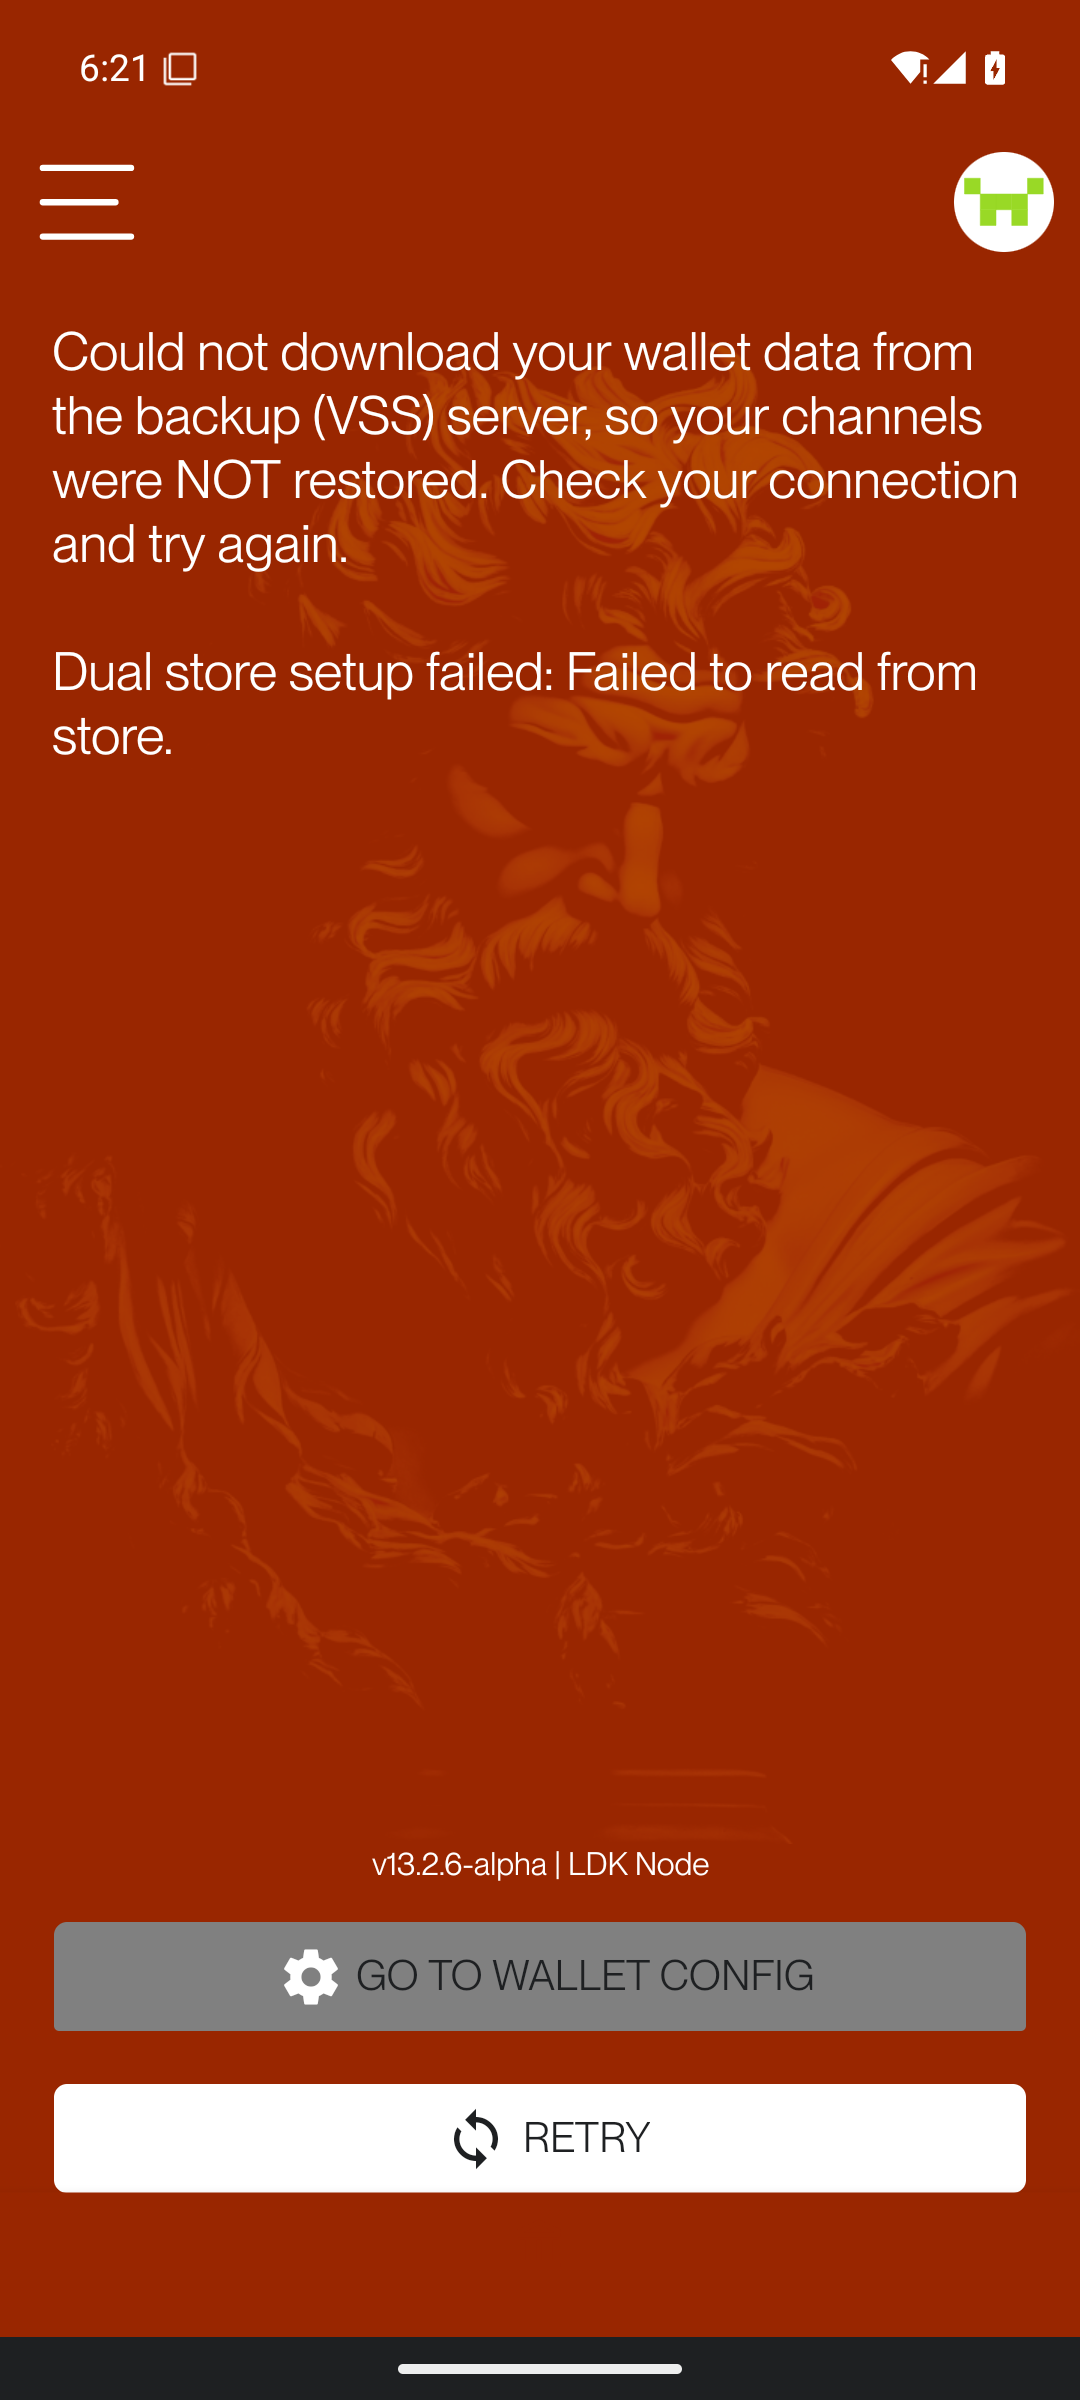 6:21
Could not download your wallet data from
the backup (VSS) server, so your channels
were NOT restored. Check your connection
and try again.
Dual store setup failed: Failed to read from
store.
v13.2.6-alpha | LDK Node
GO TO WALLET CONFIG
RETRY